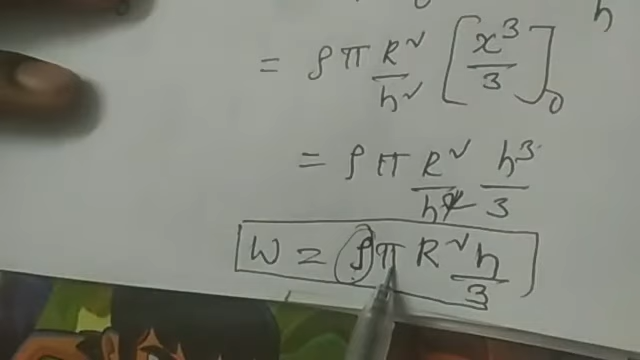 h
= ρπ R²/h² [x³/3]₀
= ρπ R²/h² h³/3
W = ρπ R² h/3